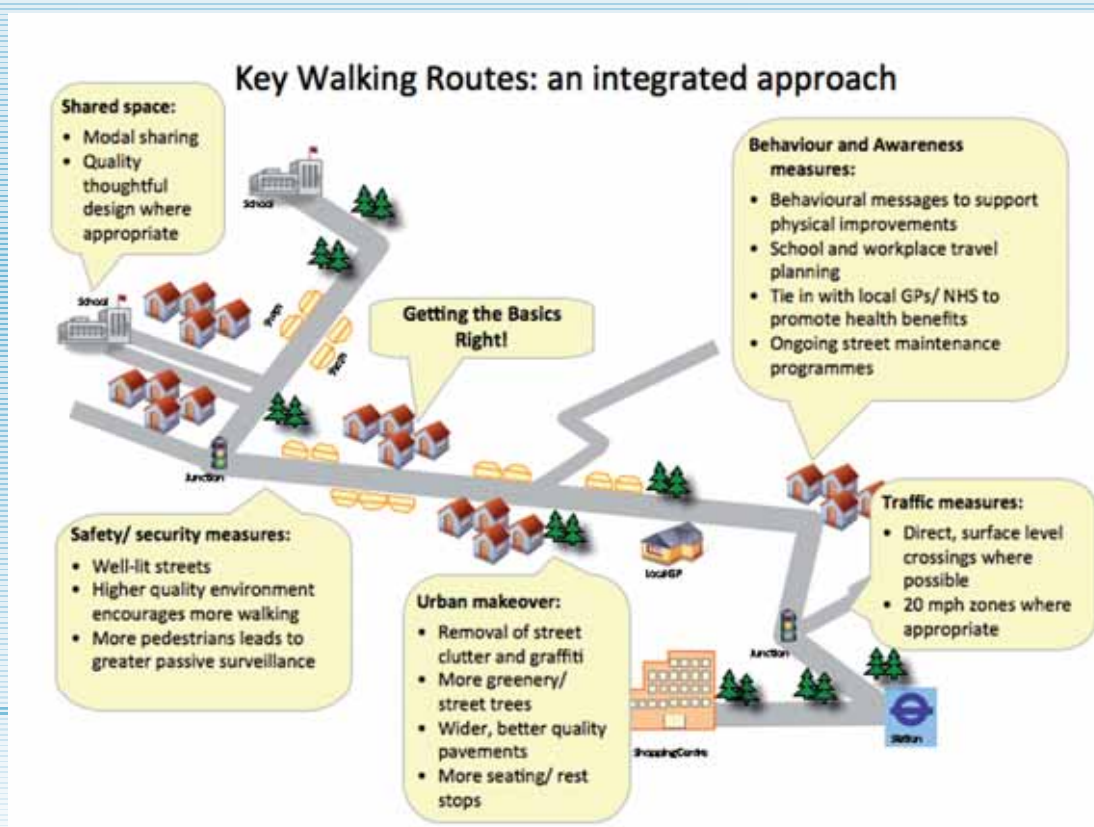 Key Walking Routes: an integrated approach
Shared space:
• Modal sharing
• Quality
thoughtful
design where
appropriate
School
School
Shops
Shops
Getting the Basics
Right!
Behaviour and Awareness
measures:
• Behavioural messages to support
physical improvements
• School and workplace travel
planning
• Tie in with local GPs/ NHS to
promote health benefits
• Ongoing street maintenance
programmes
Junction
Safety/ security measures:
• Well-lit streets
• Higher quality environment
encourages more walking
• More pedestrians leads to
greater passive surveillance
Local GP
Urban makeover:
• Removal of street
clutter and graffiti
• More greenery/
street trees
• Wider, better quality
pavements
• More seating/ rest
stops
Traffic measures:
• Direct, surface level
crossings where
possible
• 20 mph zones where
appropriate
Junction
Shopping Centre
Station